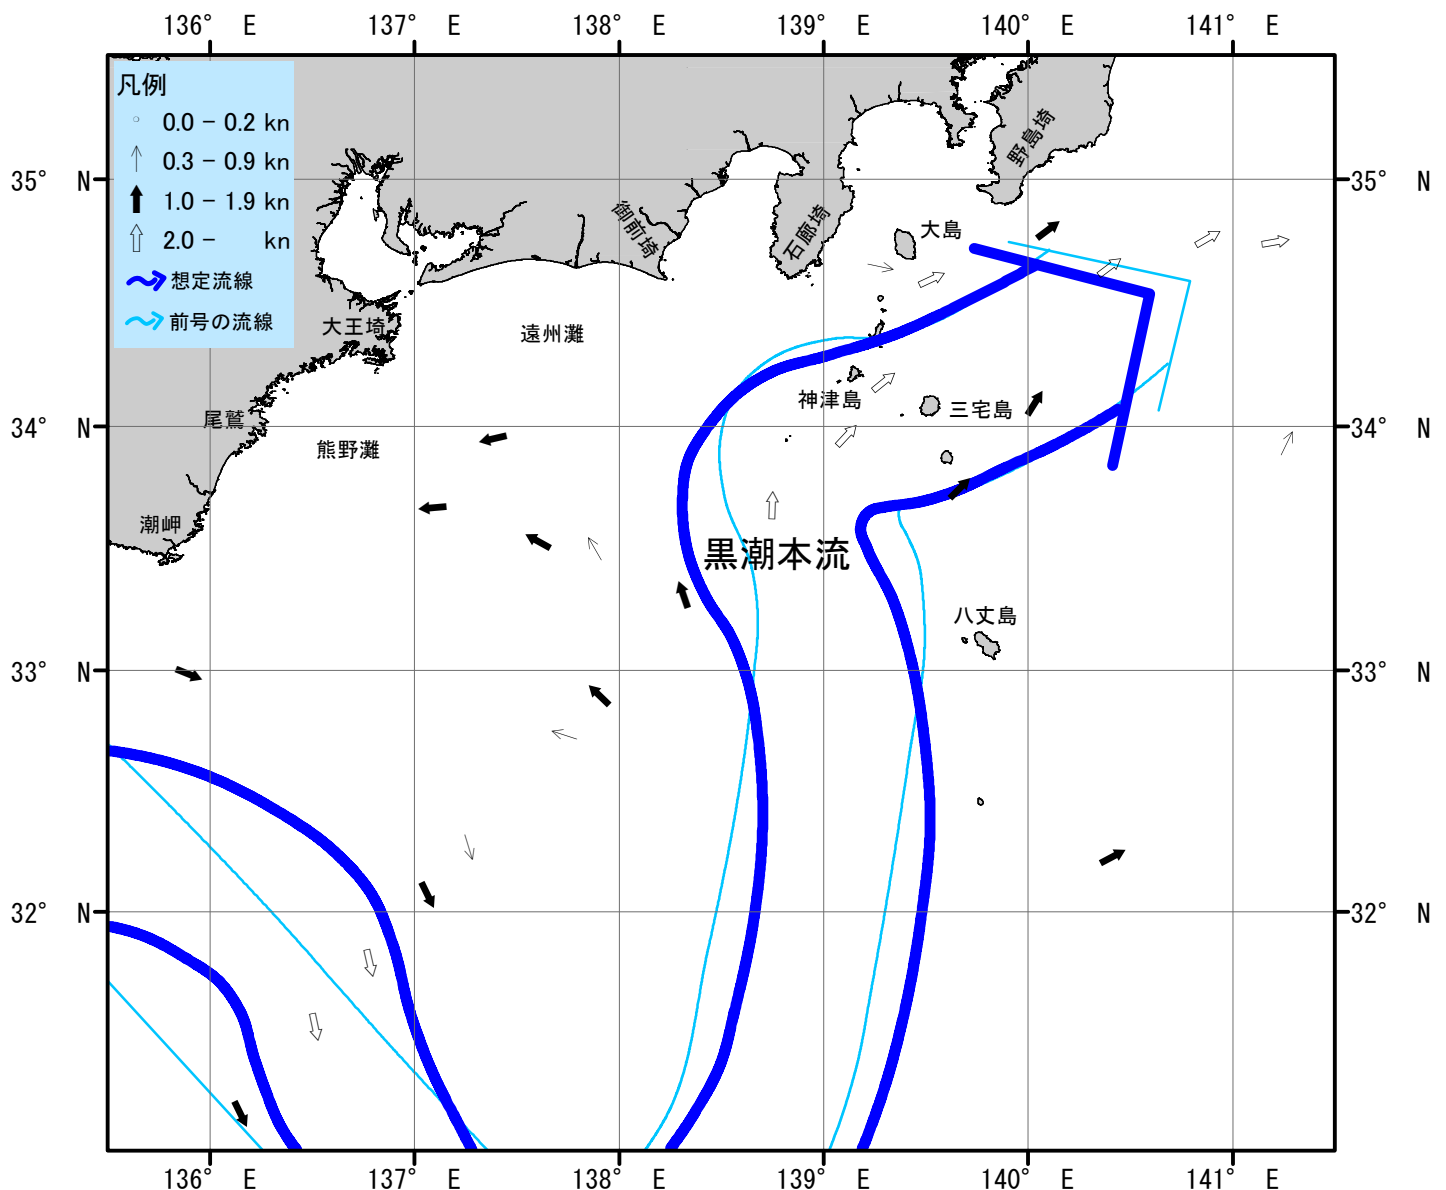 136° E 137° E 138° E 139° E 140° E 141° E
凡例
0.0 - 0.2 kn
0.3 - 0.9 kn
1.0 - 1.9 kn
2.0 - kn
想定流線
前号の流線
35° N
35° N
野島埼
御前埼
石廊埼
大島
大王埼
遠州灘
神津島
三宅島
尾鷲
34° N
34° N
熊野灘
潮岬
黒潮本流
八丈島
33° N
33° N
32° N
32° N
136° E 137° E 138° E 139° E 140° E 141° E